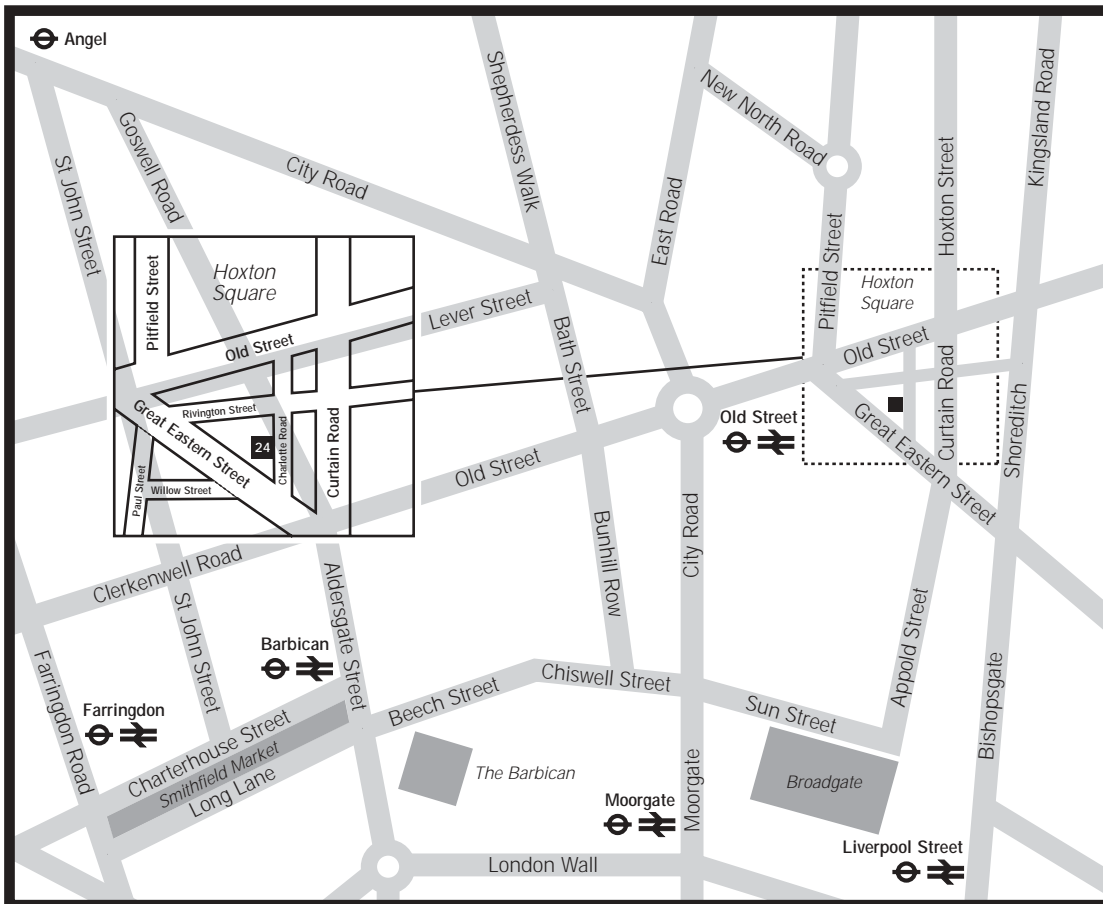 Angel
Shepherdess Walk
New North Road
Kingsland Road
Goswell Road
St John Street
City Road
East Road
Hoxton Street
Pitfield Street
Hoxton
Square
Old Street
Curtain Road
Great Eastern Street
Shoreditch
Pitfield Street
Hoxton
Square
Old Street
Rivington Street
Great Eastern Street
24
Charlotte Road
Curtain Road
Paul Street
Willow Street
Lever Street
Bath Street
Old Street
Old Street
Clerkenwell Road
Bunhill Row
City Road
St John Street
Aldersgate Street
Barbican
Farringdon
Farringdon Road
Charterhouse Street
Smithfield Market
Long Lane
Beech Street
Chiswell Street
Sun Street
Appold Street
Bishopsgate
The Barbican
Broadgate
Moorgate
Moorgate
Liverpool Street
London Wall